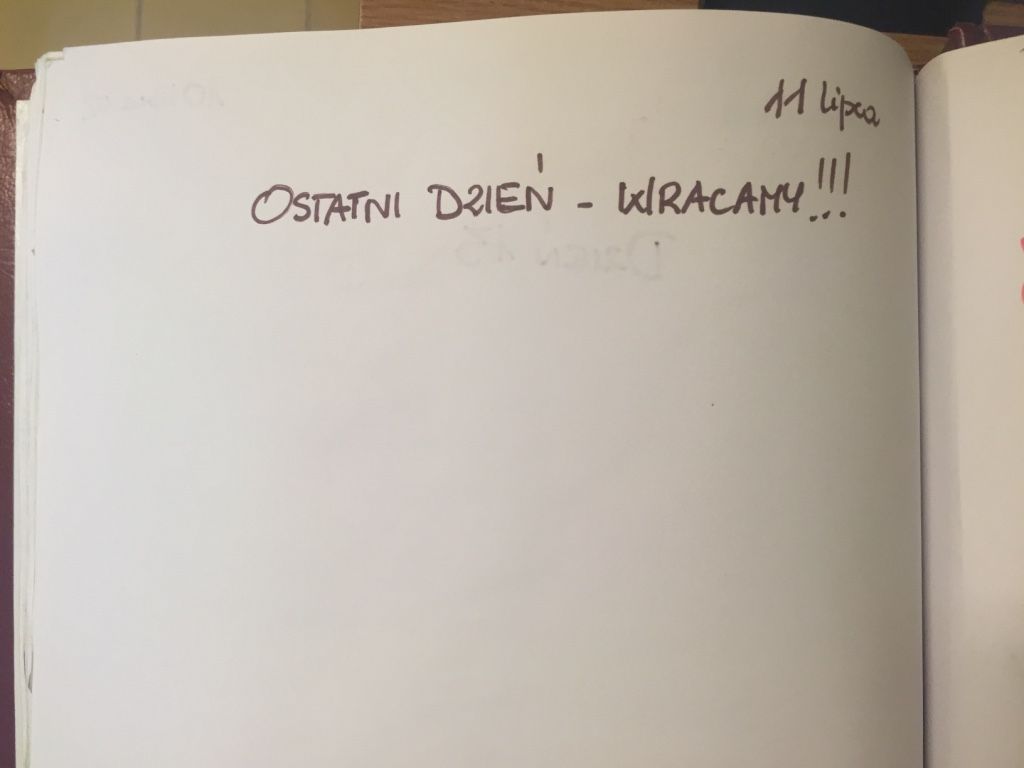 11 lipca
OSTATNI DZIEŃ - WRACAMY!!!